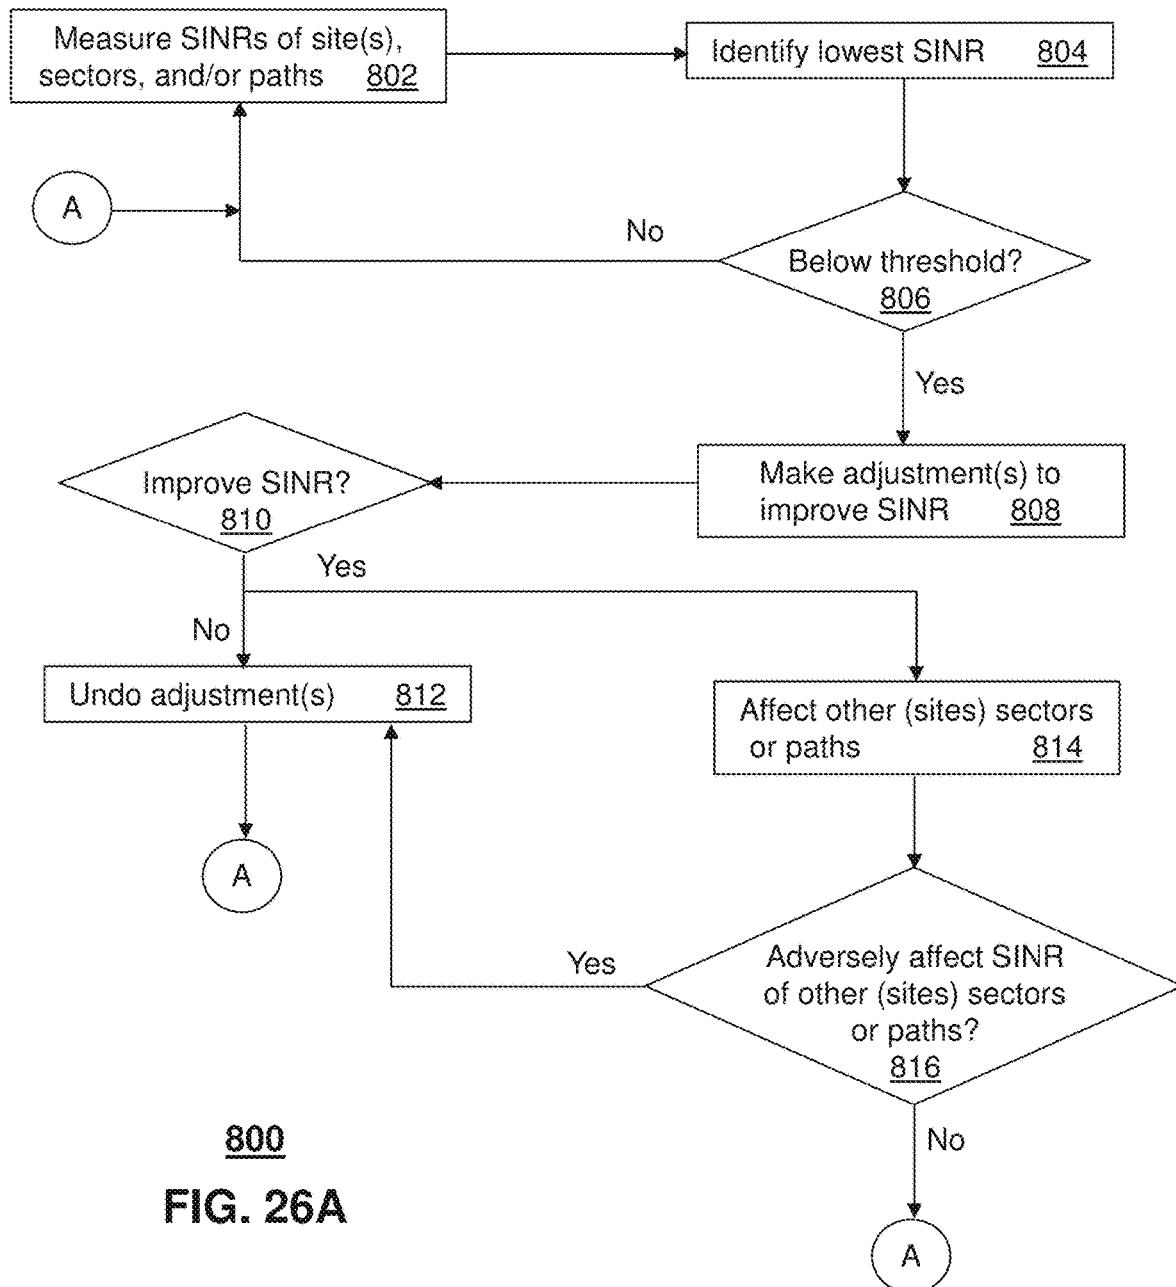 Measure SINRs of site(s),
sectors, and/or paths 802
Identify lowest SINR 804
A
No
Below threshold?
806
Yes
Improve SINR?
810
Make adjustment(s) to
improve SINR 808
Yes
No
Undo adjustment(s) 812
Affect other (sites) sectors
or paths 814
A
Yes
Adversely affect SINR
of other (sites) sectors
or paths?
816
No
800
FIG. 26A
A